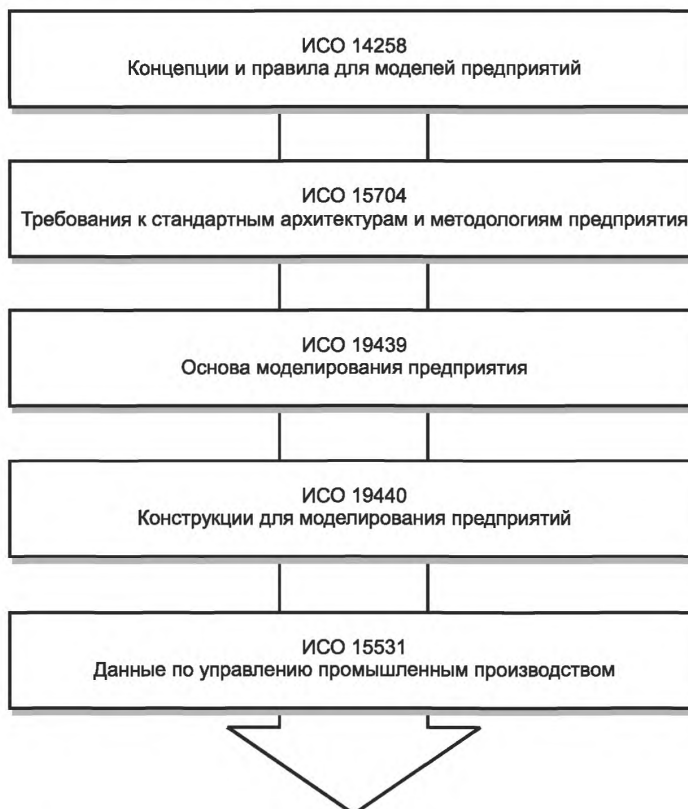 ИСО 14258
Концепции и правила для моделей предприятий
ИСО 15704
Требования к стандартным архитектурам и методологиям предприятия
ИСО 19439
Основа моделирования предприятия
ИСО 19440
Конструкции для моделирования предприятий
ИСО 15531
Данные по управлению промышленным производством